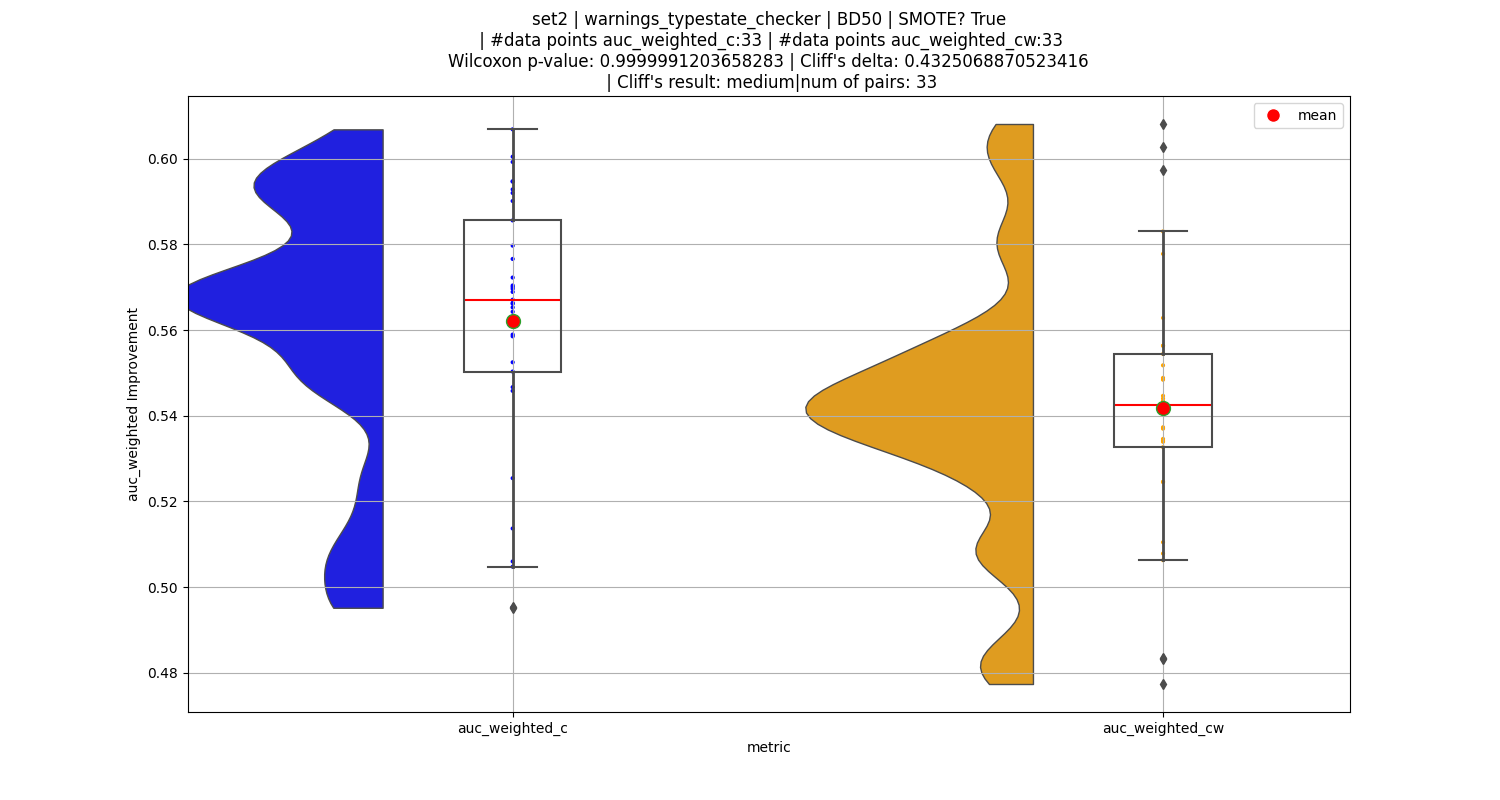 set2 | warnings_typestate_checker | BD50 | SMOTE? True
| #data points auc_weighted_c:33 | #data points auc_weighted_cw:33
Wilcoxon p-value: 0.9999991203658283 | Cliff's delta: 0.4325068870523416
| Cliff's result: medium|num of pairs: 33
mean
0.60
0.58
0.56
0.54
0.52
0.50
0.48
auc_weighted Improvement
auc_weighted_c
auc_weighted_cw
metric